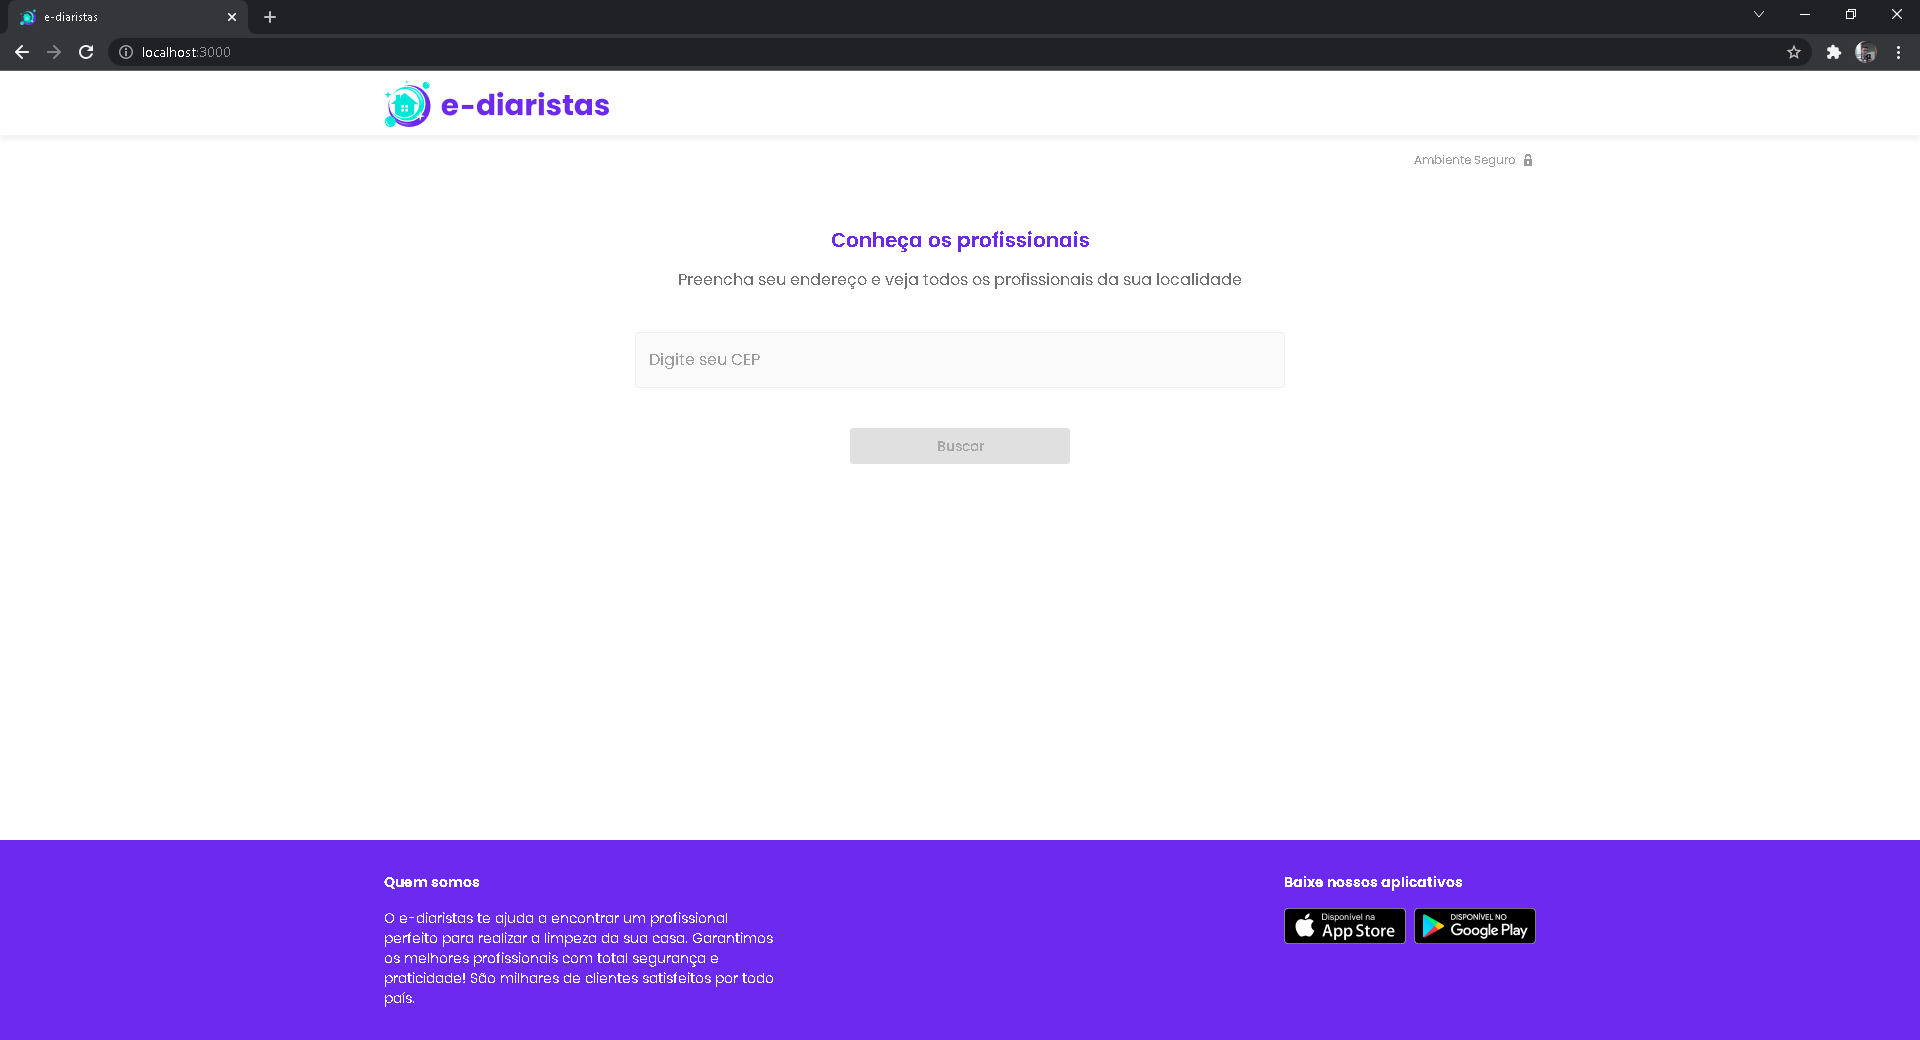 e-diaristas
localhost:3000
e-diaristas
Ambiente Seguro
Conheça os profissionais
Preencha seu endereço e veja todos os profissionais da sua localidade
Digite seu CEP
Buscar
Quem somos
O e-diaristas te ajuda a encontrar um profissional
perfeito para realizar a limpeza da sua casa. Garantimos
os melhores profissionais com total segurança e
praticidade! São milhares de clientes satisfeitos por todo
país.
Baixe nossos aplicativos
Disponível na
App Store
DISPONÍVEL NO
Google Play